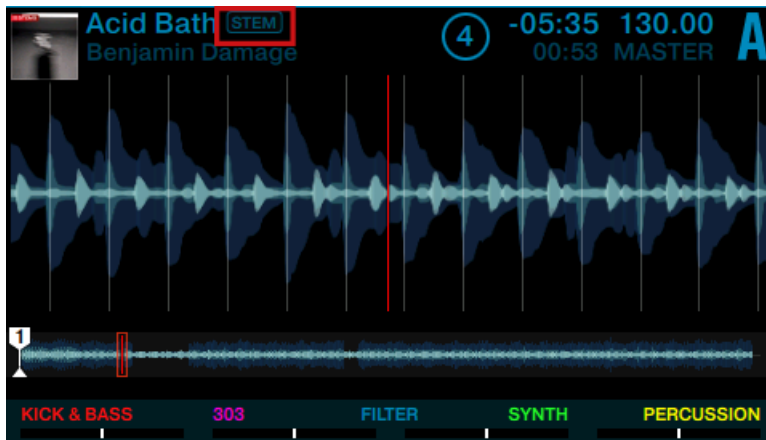 Acid Bath STEM 4 -05:35 130.00 A
Benjamin Damage 00:53 MASTER
1
KICK & BASS 303 FILTER SYNTH PERCUSSION